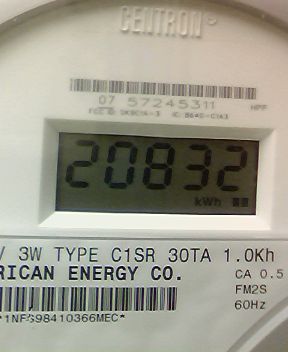 CENTRON
07 57245311
HPF
20832
kWh
V 3W TYPE C1SR 30TA 1.0Kh
RICAN ENERGY CO.
CA 0.5
FM2S
60Hz